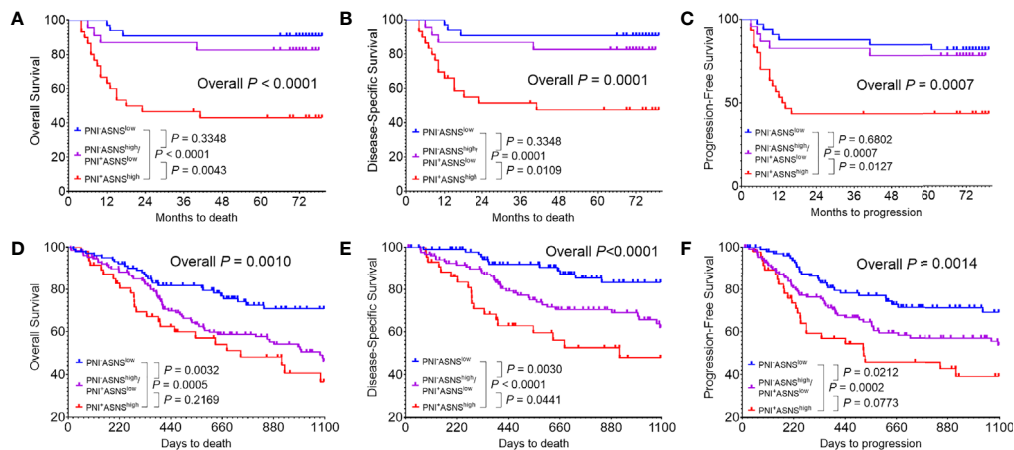 A
Overall Survival
100
80
60
40
20
0
Overall P < 0.0001
PNI⁻ASNSˡᵒʷ
PNI⁻ASNSʰⁱᵍʰ/
PNI⁺ASNSˡᵒʷ
PNI⁺ASNSʰⁱᵍʰ
P = 0.3348
P < 0.0001
P = 0.0043
0 12 24 36 48 60 72
Months to death
B
Disease-Specific Survival
100
80
60
40
20
0
Overall P = 0.0001
PNI⁻ASNSˡᵒʷ
PNI⁻ASNSʰⁱᵍʰ/
PNI⁺ASNSˡᵒʷ
PNI⁺ASNSʰⁱᵍʰ
P = 0.3348
P = 0.0001
P = 0.0109
0 12 24 36 48 60 72
Months to death
C
Progression-Free Survival
100
50
0
Overall P = 0.0007
PNI⁻ASNSˡᵒʷ
PNI⁻ASNSʰⁱᵍʰ/
PNI⁺ASNSˡᵒʷ
PNI⁺ASNSʰⁱᵍʰ
P = 0.6802
P = 0.0007
P = 0.0127
0 12 24 36 48 60 72
Months to progression
D
Overall Survival
100
80
60
40
20
Overall P = 0.0010
PNI⁻ASNSˡᵒʷ
PNI⁻ASNSʰⁱᵍʰ/
PNI⁺ASNSˡᵒʷ
PNI⁺ASNSʰⁱᵍʰ
P = 0.0032
P = 0.0005
P = 0.2169
0 220 440 660 880 1100
Days to death
E
Disease-Specific Survival
100
80
60
40
20
Overall P<0.0001
PNI⁻ASNSˡᵒʷ
PNI⁻ASNSʰⁱᵍʰ/
PNI⁺ASNSˡᵒʷ
PNI⁺ASNSʰⁱᵍʰ
P = 0.0030
P < 0.0001
P = 0.0441
0 220 440 660 880 1100
Days to death
F
Progression-Free Survival
100
80
60
40
20
Overall P = 0.0014
PNI⁻ASNSˡᵒʷ
PNI⁻ASNSʰⁱᵍʰ/
PNI⁺ASNSˡᵒʷ
PNI⁺ASNSʰⁱᵍʰ
P = 0.0212
P = 0.0002
P = 0.0773
0 220 440 660 880 1100
Days to progression